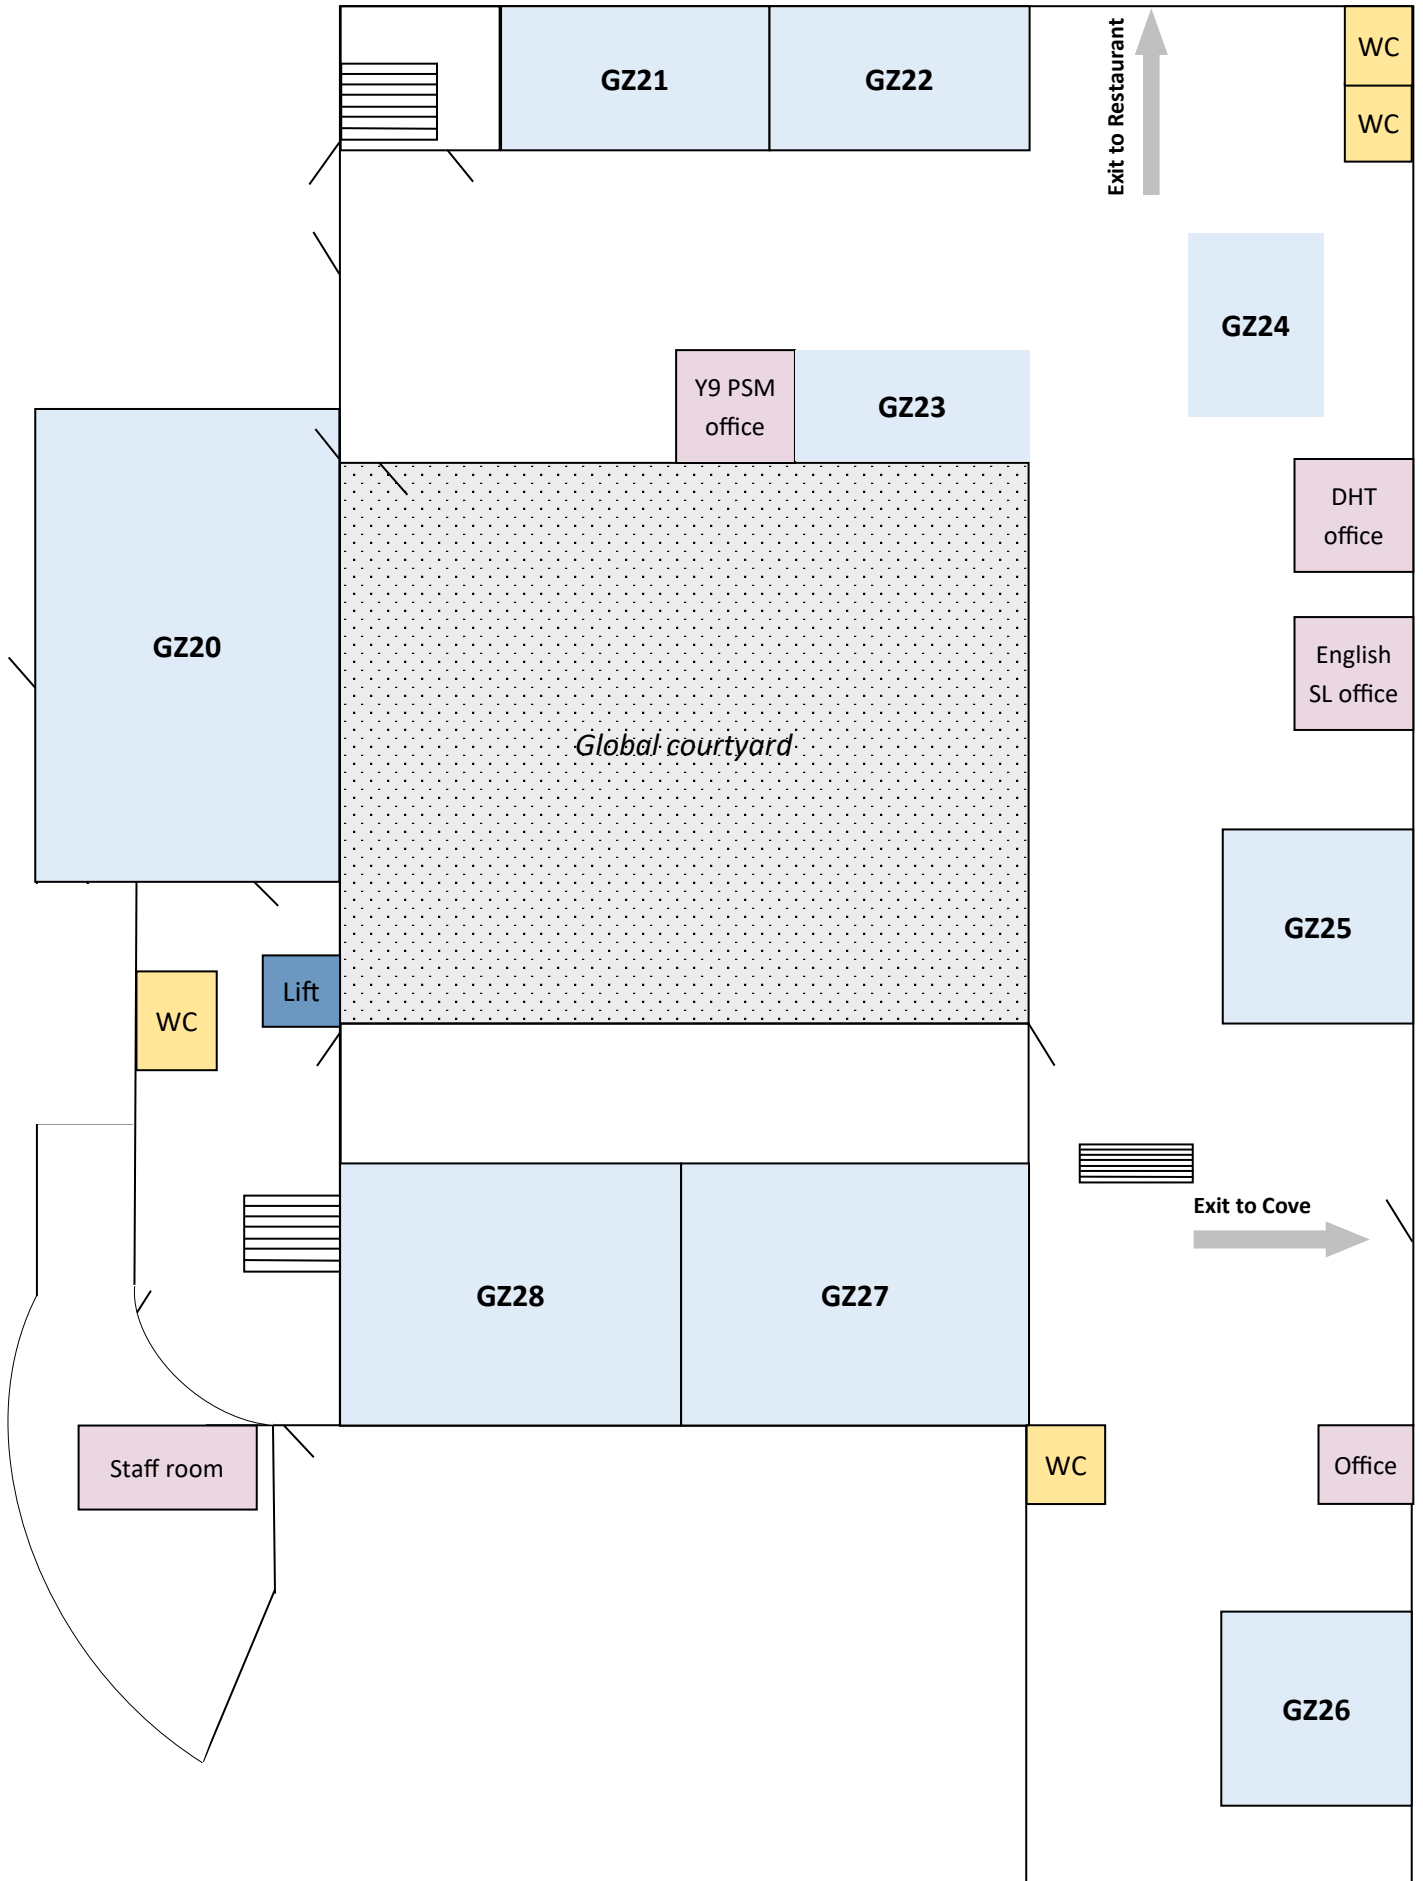 GZ21
GZ22
Exit to Restaurant
WC
WC
GZ24
Y9 PSM
office
GZ23
DHT
office
GZ20
English
SL office
Global courtyard
GZ25
Lift
WC
Exit to Cove
GZ28
GZ27
Staff room
WC
Office
GZ26